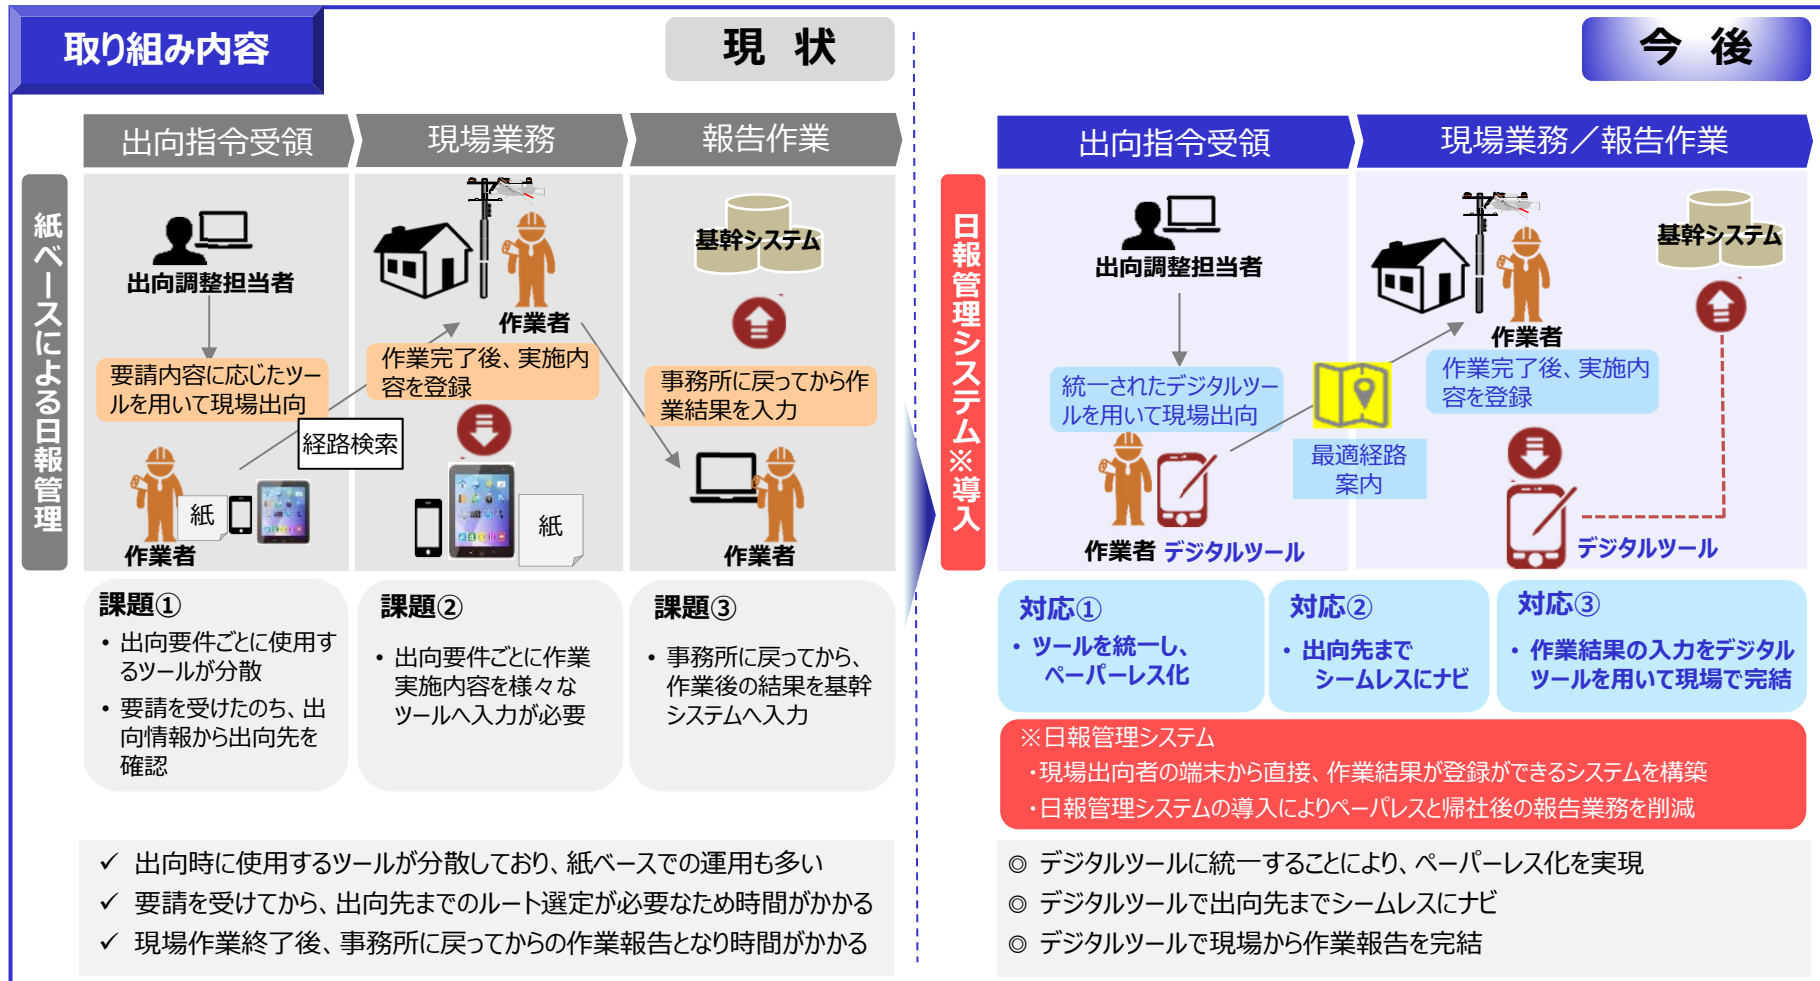 取り組み内容
現 状
出向指令受領
現場業務
報告作業
紙ベースによる日報管理
出向調整担当者
要請内容に応じたツー
ルを用いて現場出向
経路検索
紙
作業者
作業者
作業完了後、実施内
容を登録
紙
基幹システム
事務所に戻ってから作
業結果を入力
作業者
課題①
・出向要件ごとに使用す
るツールが分散
・要請を受けたのち、出
向情報から出向先を
確認
課題②
・出向要件ごとに作業
実施内容を様々な
ツールへ入力が必要
課題③
・事務所に戻ってから、
作業後の結果を基幹
システムへ入力
✓ 出向時に使用するツールが分散しており、紙ベースでの運用も多い
✓ 要請を受けてから、出向先までのルート選定が必要なため時間がかかる
✓ 現場作業終了後、事務所に戻ってからの作業報告となり時間がかかる
今 後
出向指令受領
現場業務／報告作業
日報管理システム※導入
出向調整担当者
統一されたデジタルツー
ルを用いて現場出向
最適経路
案内
作業者 デジタルツール
作業者
作業完了後、実施内
容を登録
基幹システム
デジタルツール
対応①
・ツールを統一し、
ペーパーレス化
対応②
・出向先まで
シームレスにナビ
対応③
・作業結果の入力をデジタル
ツールを用いて現場で完結
※日報管理システム
・現場出向者の端末から直接、作業結果が登録ができるシステムを構築
・日報管理システムの導入によりペーパレスと帰社後の報告業務を削減
◎ デジタルツールに統一することにより、ペーパーレス化を実現
◎ デジタルツールで出向先までシームレスにナビ
◎ デジタルツールで現場から作業報告を完結